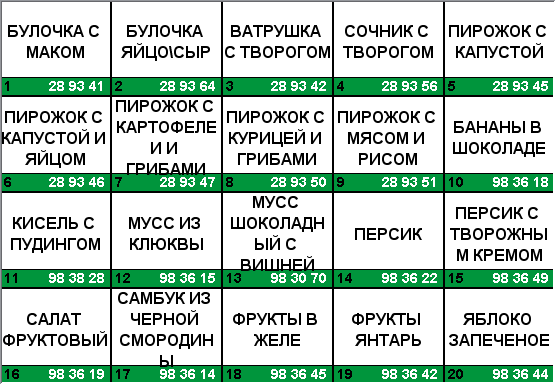 БУЛОЧКА С
МАКОМ
1 28 93 41
БУЛОЧКА
ЯЙЦО\СЫР
2 28 93 64
ВАТРУШКА
С ТВОРОГОМ
3 28 93 42
СОЧНИК С
ТВОРОГОМ
4 28 93 56
ПИРОЖОК С
КАПУСТОЙ
5 28 93 45
ПИРОЖОК С
КАПУСТОЙ И
ЯЙЦОМ
6 28 93 46
ПИРОЖОК С
КАРТОФЕЛЕ
И И
ГРИБАМИ
7 28 93 47
ПИРОЖОК С
КУРИЦЕЙ И
ГРИБАМИ
8 28 93 50
ПИРОЖОК С
МЯСОМ И
РИСОМ
9 28 93 51
БАНАНЫ В
ШОКОЛАДЕ
10 98 36 18
КИСЕЛЬ С
ПУДИНГОМ
11 98 38 28
МУСС ИЗ
КЛЮКВЫ
12 98 36 15
МУСС
ШОКОЛАДН
ЫЙ С
ВИШНЕЙ
13 98 30 70
ПЕРСИК
14 98 36 22
ПЕРСИК С
ТВОРОЖНЫ
М КРЕМОМ
15 98 36 49
САЛАТ
ФРУКТОВЫЙ
16 98 36 19
САМБУК ИЗ
ЧЕРНОЙ
СМОРОДИН
Ы
17 98 36 14
ФРУКТЫ В
ЖЕЛЕ
18 98 36 45
ФРУКТЫ
ЯНТАРЬ
19 98 36 42
ЯБЛОКО
ЗАПЕЧЕНОЕ
20 98 36 44